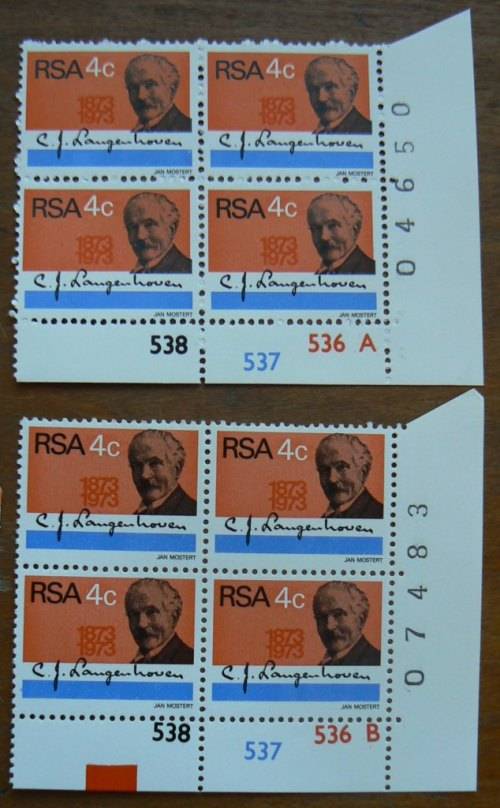 RSA 4c RSA 4c
1873 1873
1973 1973
C. J. Langenhoven C. J. Langenhoven
JAN MOSTERT JAN MOSTERT
RSA 4c RSA 4c
1873 1873
1973 1973
C. J. Langenhoven C. J. Langenhoven
JAN MOSTERT JAN MOSTERT
538 537 536 A
04650
RSA 4c RSA 4c
1873 1873
1973 1973
C. J. Langenhoven C. J. Langenhoven
JAN MOSTERT JAN MOSTERT
RSA 4c RSA 4c
1873 1873
1973 1973
C. J. Langenhoven C. J. Langenhoven
JAN MOSTERT JAN MOSTERT
538 537 536 B
07483